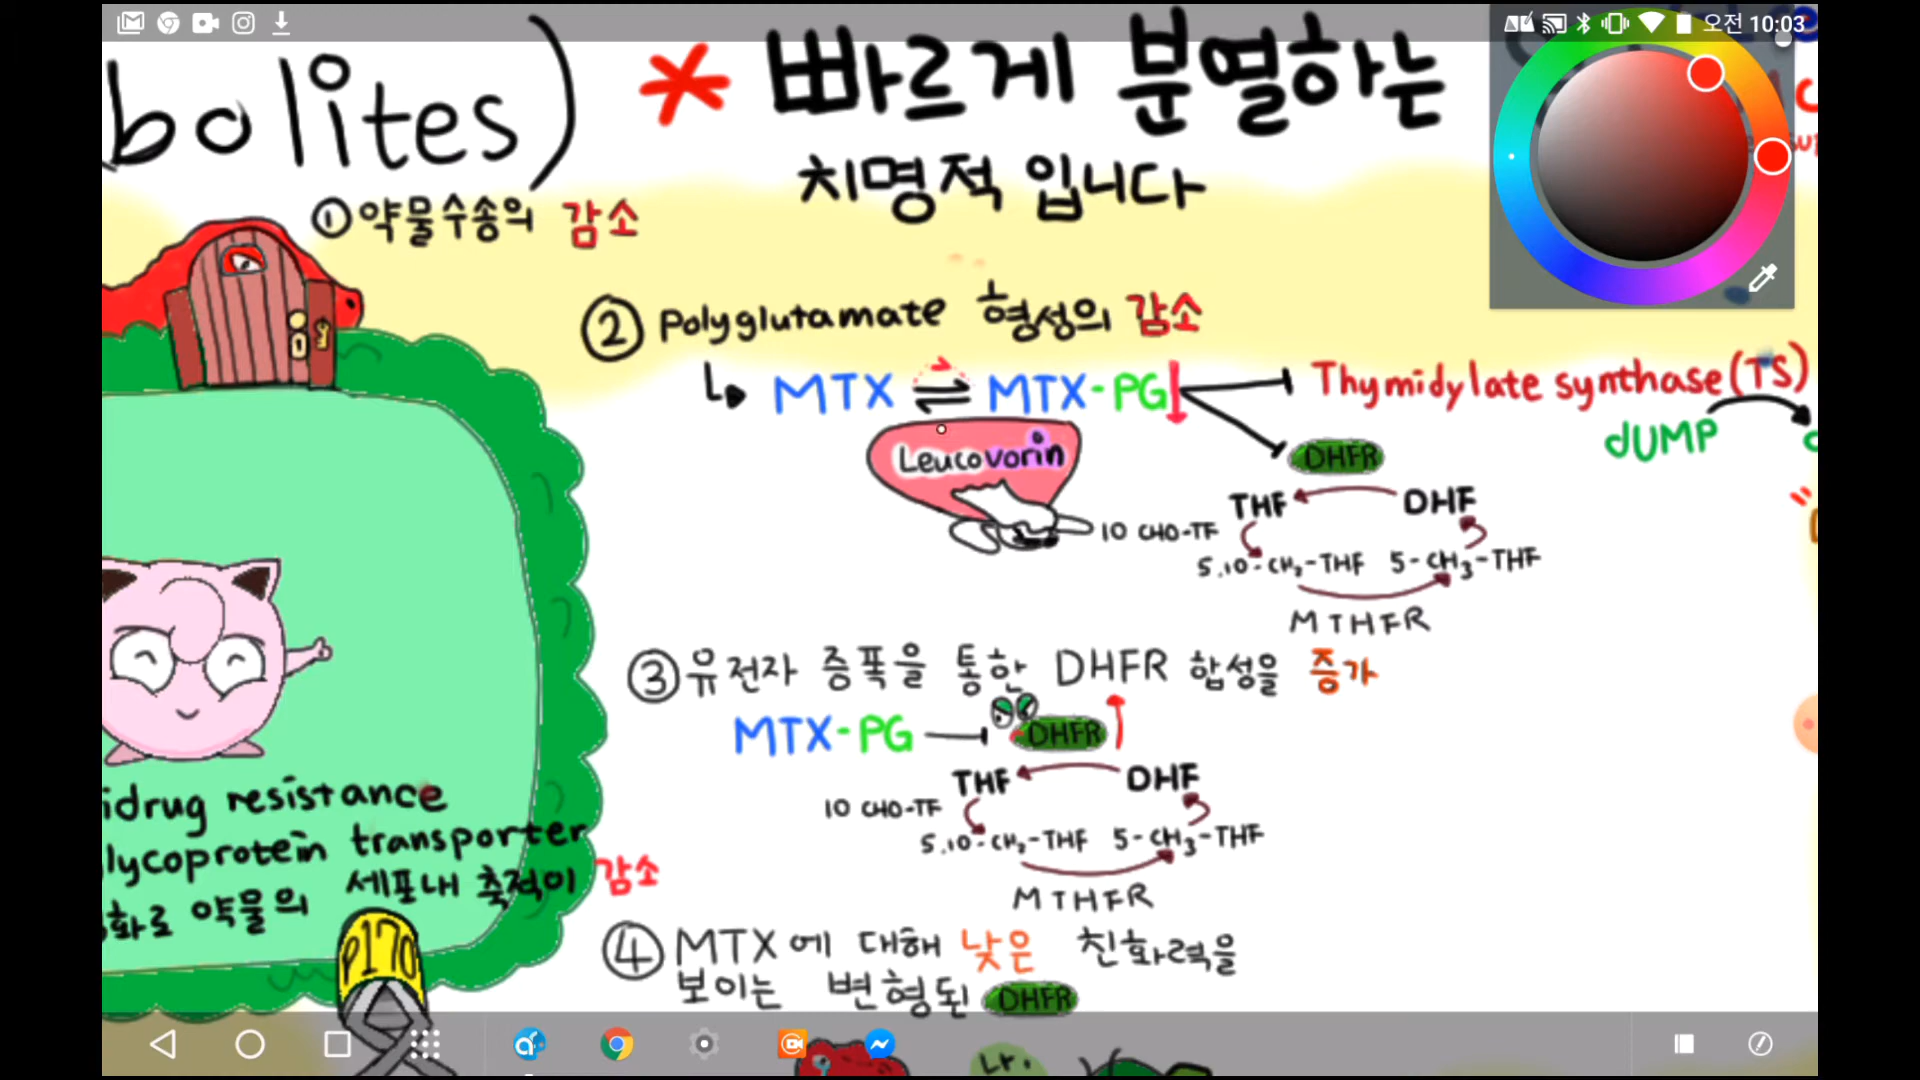 오전 10:03
bolites)
* 빠르게 분열하는
치명적 입니다
① 약물수송의 감소
② Polyglutamate 형성의 감소
MTX ⇌ MTX-PG
Thymidylate synthase (TS)
dUMP
Leucovorin
DHFR
THF DHF
10 CHO-TF
5.10-CH₂-THF 5-CH₃-THF
MTHFR
③ 유전자 증폭을 통한 DHFR 합성을 증가
MTX-PG DHFR
THF DHF
10 CHO-TF
5.10-CH₂-THF 5-CH₃-THF
MTHFR
idrug resistance
lycoprotein transporter
화로 약물의 세포내 축적이 감소
P170
④ MTX에 대해 낮은 친화력을
보이는 변형된 DHFR
나.